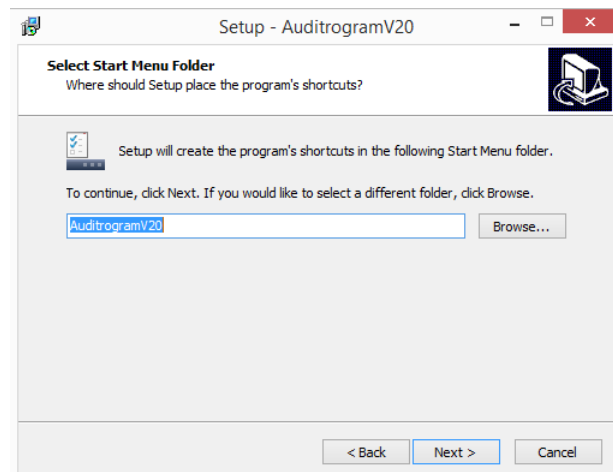 Setup - AuditrogramV20
Select Start Menu Folder
Where should Setup place the program's shortcuts?
Setup will create the program's shortcuts in the following Start Menu folder.
To continue, click Next. If you would like to select a different folder, click Browse.
AuditrogramV20
Browse...
< Back
Next >
Cancel